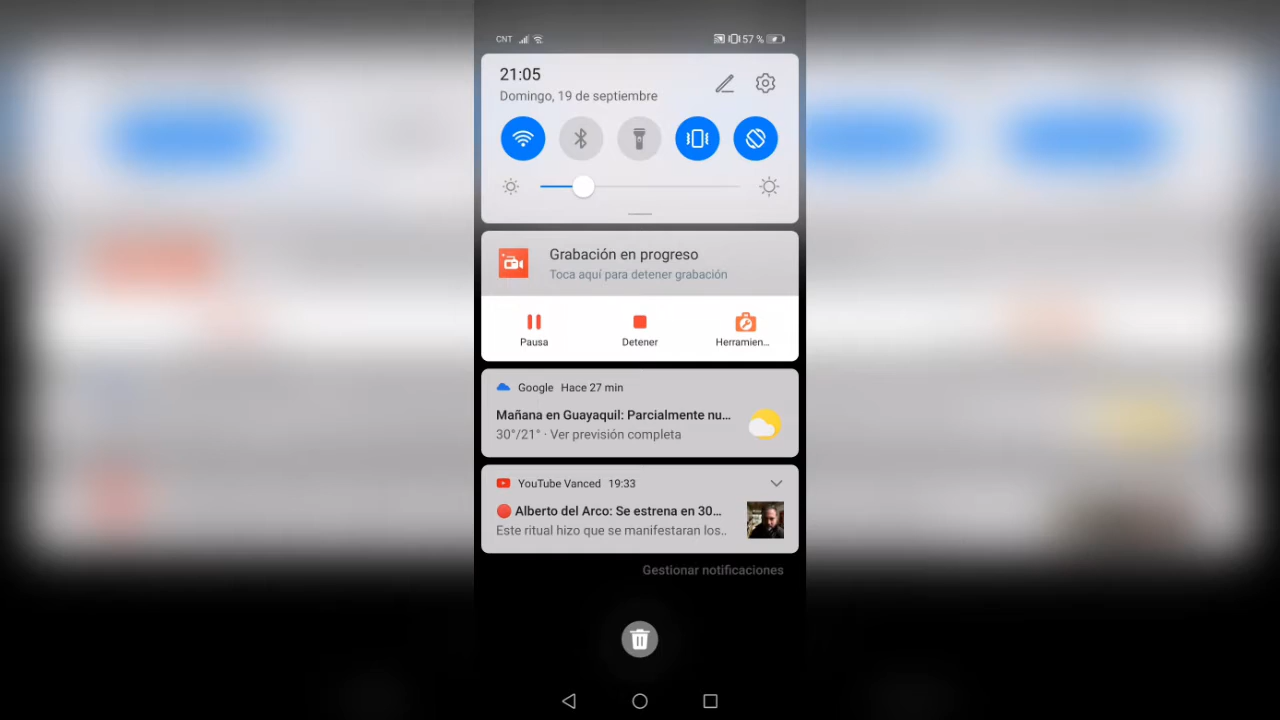 CNT 57 %
21:05
Domingo, 19 de septiembre
Grabación en progreso
Toca aquí para detener grabación
Pausa Detener Herramien...
Google Hace 27 min
Mañana en Guayaquil: Parcialmente nu...
30°/21° · Ver previsión completa
YouTube Vanced 19:33
Alberto del Arco: Se estrena en 30...
Este ritual hizo que se manifestaran los..
Gestionar notificaciones